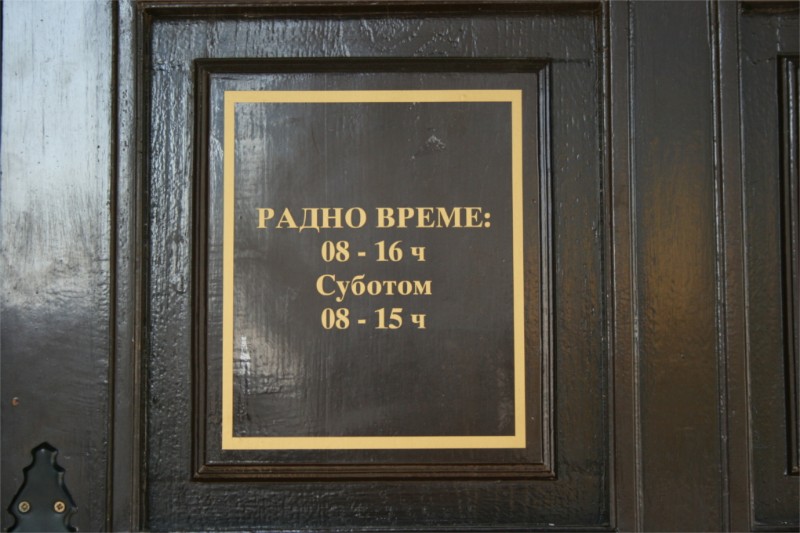 РАДНО ВРЕМЕ:
08 - 16 ч
Суботом
08 - 15 ч